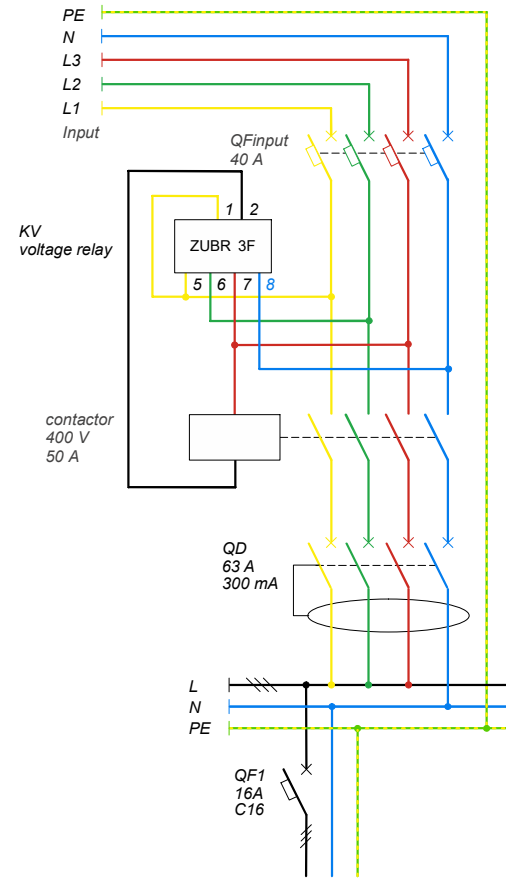 PE
N
L3
L2
L1
Input
QFinput
40 A
1 2
KV
voltage relay
ZUBR 3F
5 6 7 8
contactor
400 V
50 A
QD
63 A
300 mA
L
N
PE
QF1
16A
C16